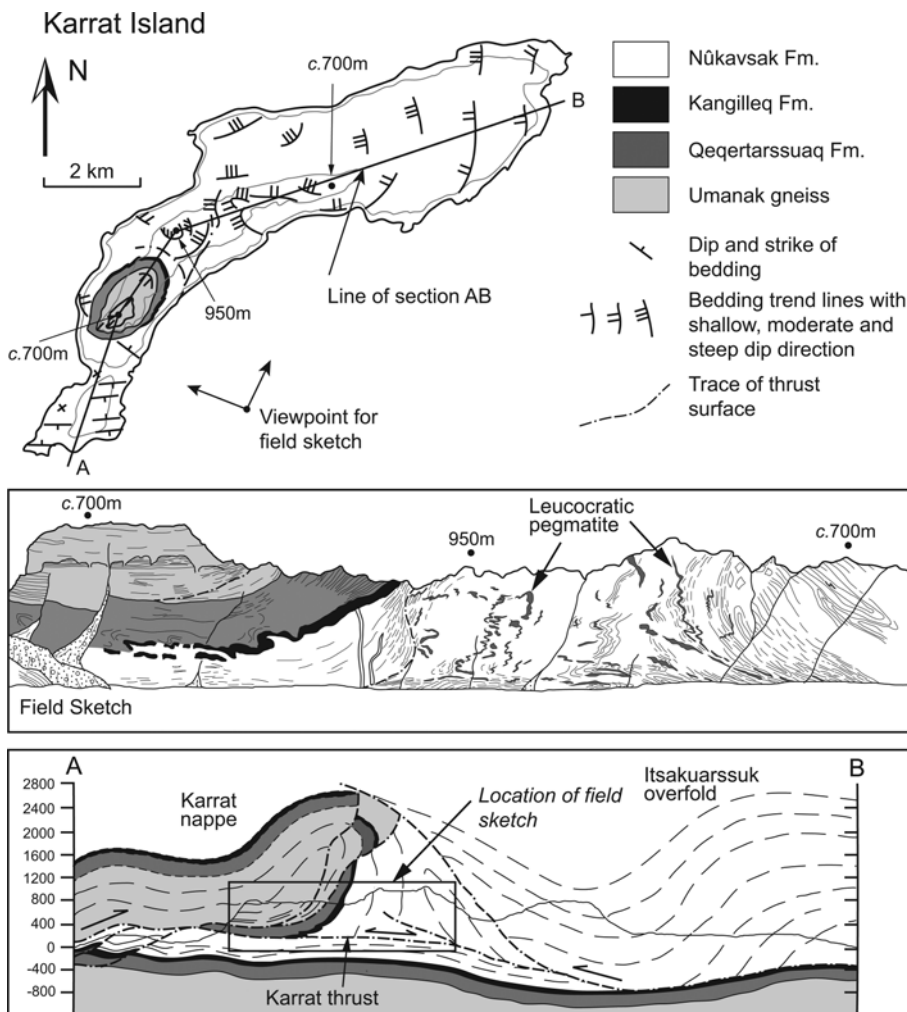 Karrat Island
N
2 km
c.700m
B
950m
c.700m
Line of section AB
Viewpoint for
field sketch
A
Nûkavsak Fm.
Kangilleq Fm.
Qeqertarssuaq Fm.
Umanak gneiss
Dip and strike of
bedding
Bedding trend lines with
shallow, moderate and
steep dip direction
Trace of thrust
surface
c.700m
Leucocratic
pegmatite
950m
c.700m
Field Sketch
A
B
2800
2400
2000
1600
1200
800
400
0
-400
-800
Karrat
nappe
Location of field
sketch
Itsakuarssuk
overfold
Karrat thrust